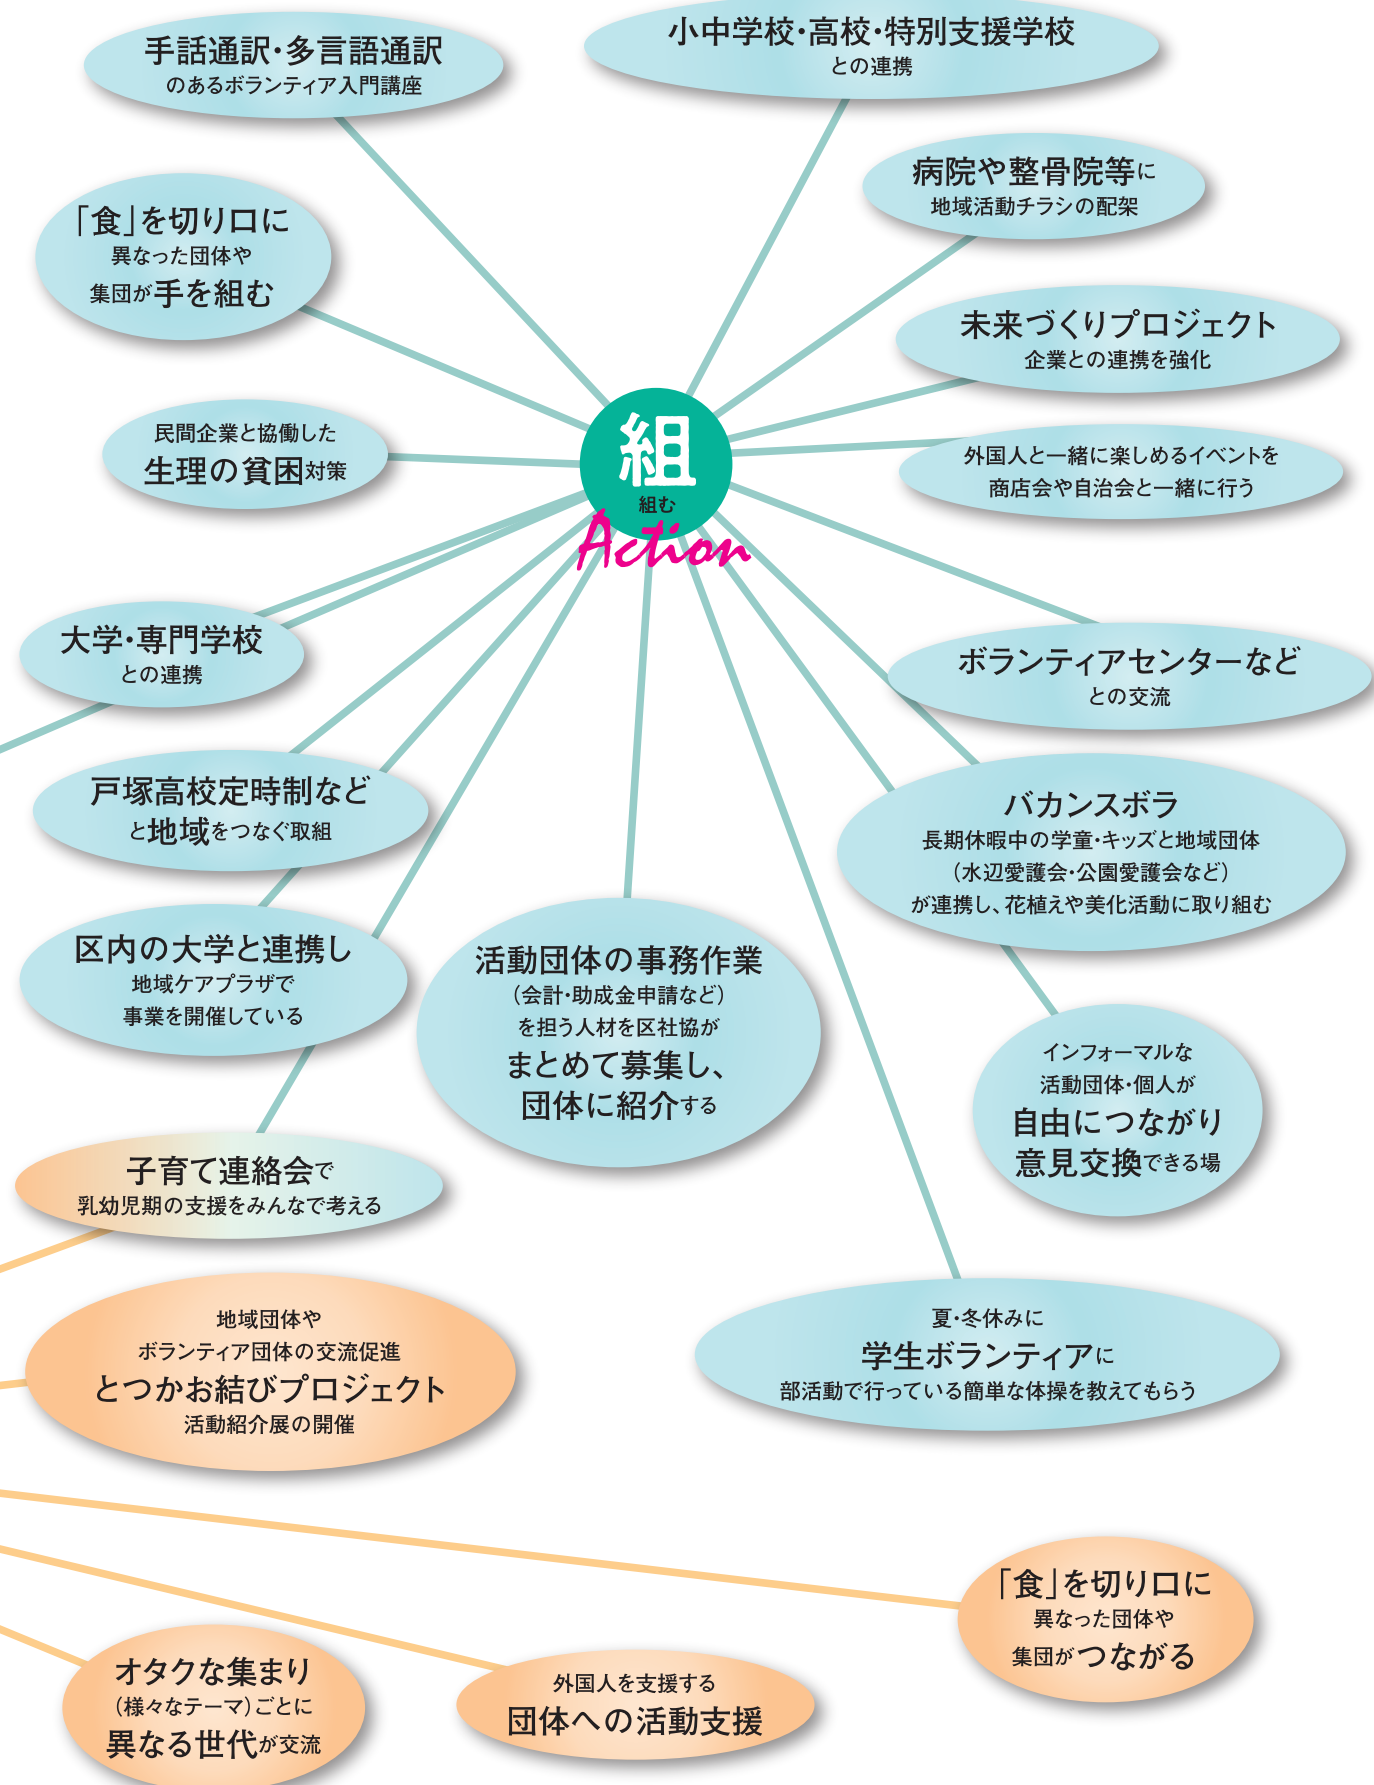 手話通訳・多言語通訳
のあるボランティア入門講座
小中学校・高校・特別支援学校
との連携
病院や整骨院等に
地域活動チラシの配架
「食」を切り口に
異なった団体や
集団が手を組む
未来づくりプロジェクト
企業との連携を強化
民間企業と協働した
生理の貧困対策
組
組む
Action
外国人と一緒に楽しめるイベントを
商店会や自治会と一緒に行う
大学・専門学校
との連携
ボランティアセンターなど
との交流
戸塚高校定時制など
と地域をつなぐ取組
バカンスボラ
長期休暇中の学童・キッズと地域団体
（水辺愛護会・公園愛護会など）
が連携し、花植えや美化活動に取り組む
区内の大学と連携し
地域ケアプラザで
事業を開催している
活動団体の事務作業
（会計・助成金申請など）
を担う人材を区社協が
まとめて募集し、
団体に紹介する
インフォーマルな
活動団体・個人が
自由につながり
意見交換できる場
子育て連絡会で
乳幼児期の支援をみんなで考える
地域団体や
ボランティア団体の交流促進
とつかお結びプロジェクト
活動紹介展の開催
夏・冬休みに
学生ボランティアに
部活動で行っている簡単な体操を教えてもらう
「食」を切り口に
異なった団体や
集団がつながる
オタクな集まり
（様々なテーマ）ごとに
異なる世代が交流
外国人を支援する
団体への活動支援